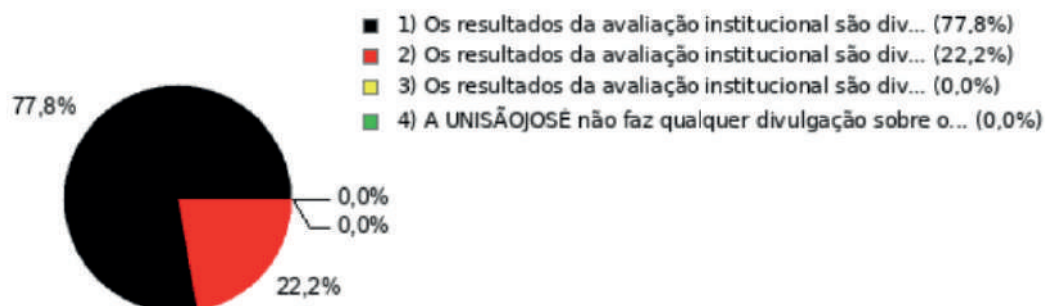 1) Os resultados da avaliação institucional são div... (77,8%)
2) Os resultados da avaliação institucional são div... (22,2%)
3) Os resultados da avaliação institucional são div... (0,0%)
4) A UNISÃOJOSÉ não faz qualquer divulgação sobre o... (0,0%)
77,8%
0,0%
0,0%
22,2%